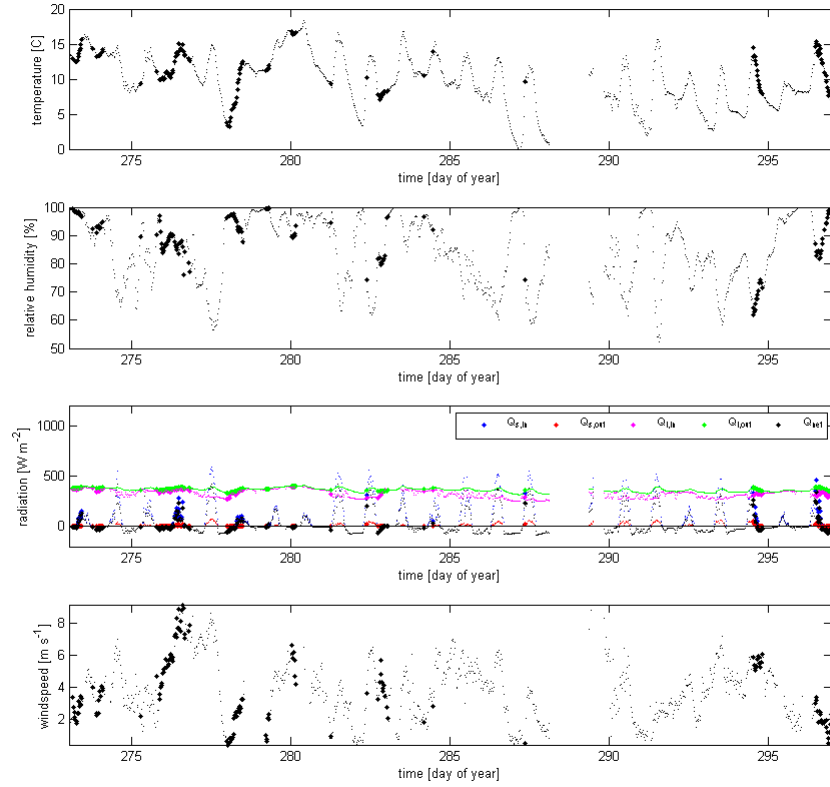 20
15
10
5
0
temperature [C]
275 280 285 290 295
time [day of year]
100
90
80
70
60
50
relative humidity [%]
275 280 285 290 295
time [day of year]
1000
500
0
radiation [W m-2]
Qs,in Qs,out Ql,in Ql,out Qnet
275 280 285 290 295
time [day of year]
8
6
4
2
windspeed [m s-1]
275 280 285 290 295
time [day of year]